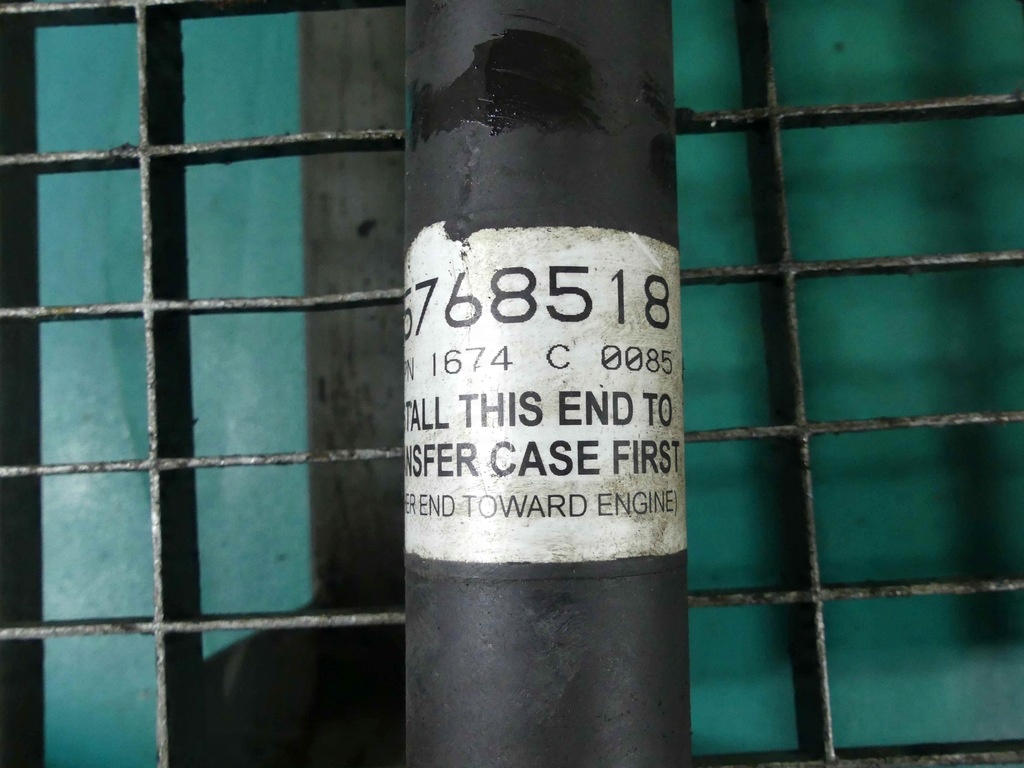 5768518
N 1674 C 0085
TALL THIS END TO
NSFER CASE FIRST
ER END TOWARD ENGINE)